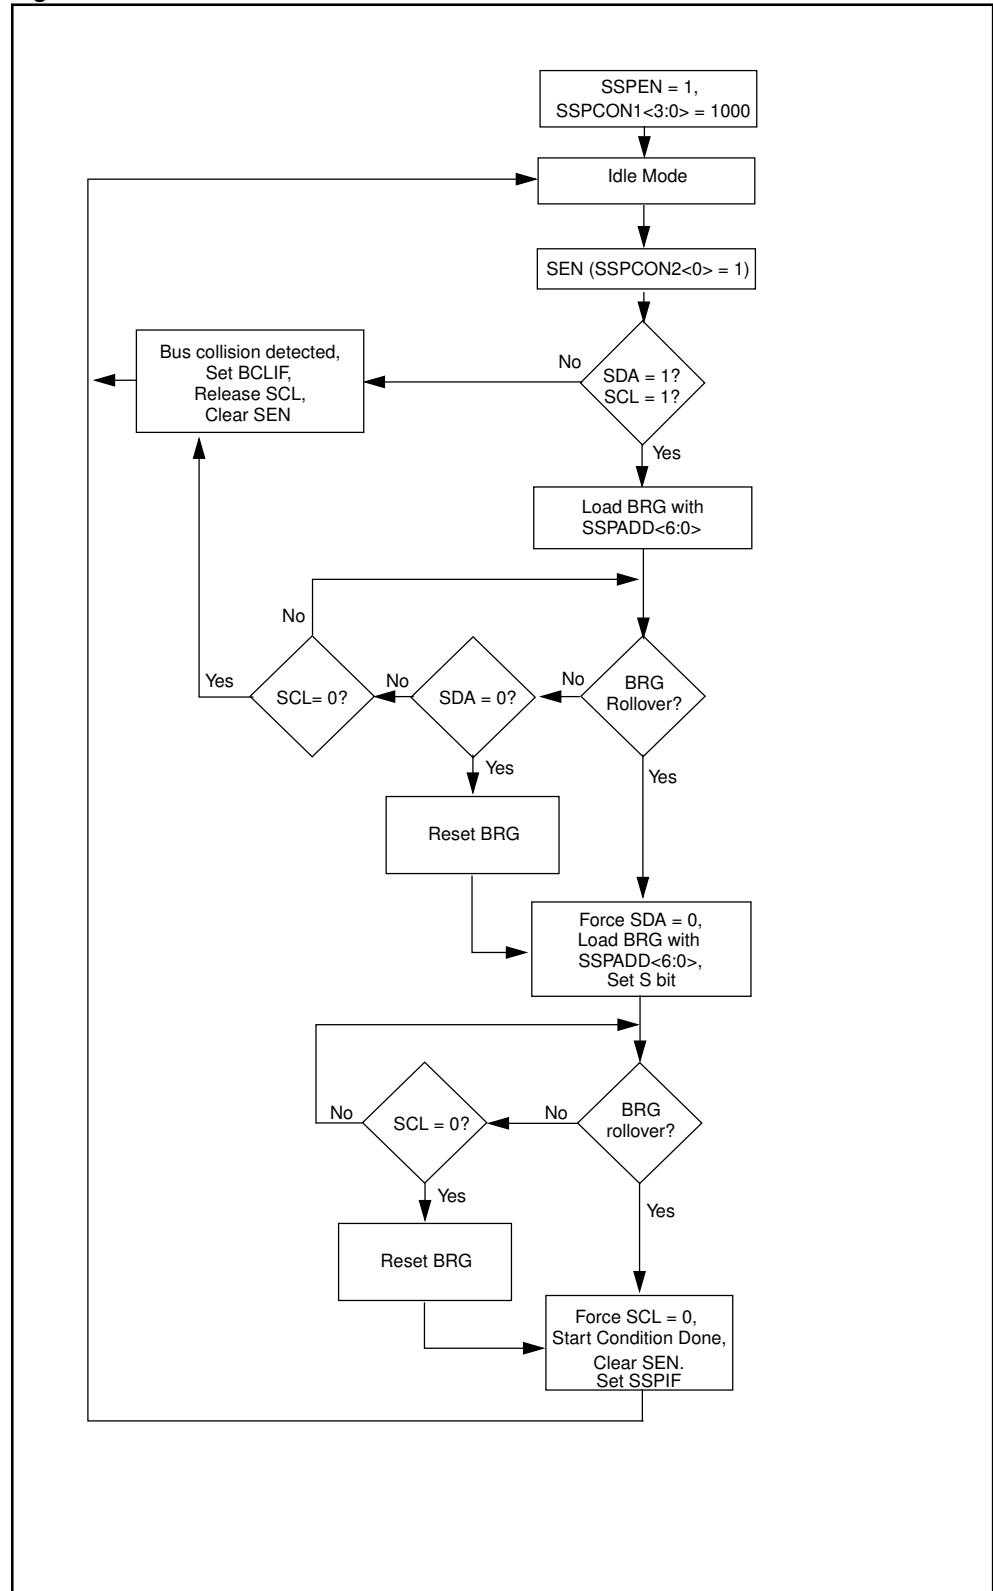 SSPEN = 1,
SSPCON1<3:0> = 1000
Idle Mode
SEN (SSPCON2<0> = 1)
Bus collision detected,
Set BCLIF,
Release SCL,
Clear SEN
No
SDA = 1?
SCL = 1?
Yes
Load BRG with
SSPADD<6:0>
No
Yes
SCL= 0?
No
SDA = 0?
No
BRG
Rollover?
Yes
Yes
Reset BRG
Force SDA = 0,
Load BRG with
SSPADD<6:0>,
Set S bit
No
SCL = 0?
No
BRG
rollover?
Yes
Yes
Reset BRG
Force SCL = 0,
Start Condition Done,
Clear SEN.
Set SSPIF